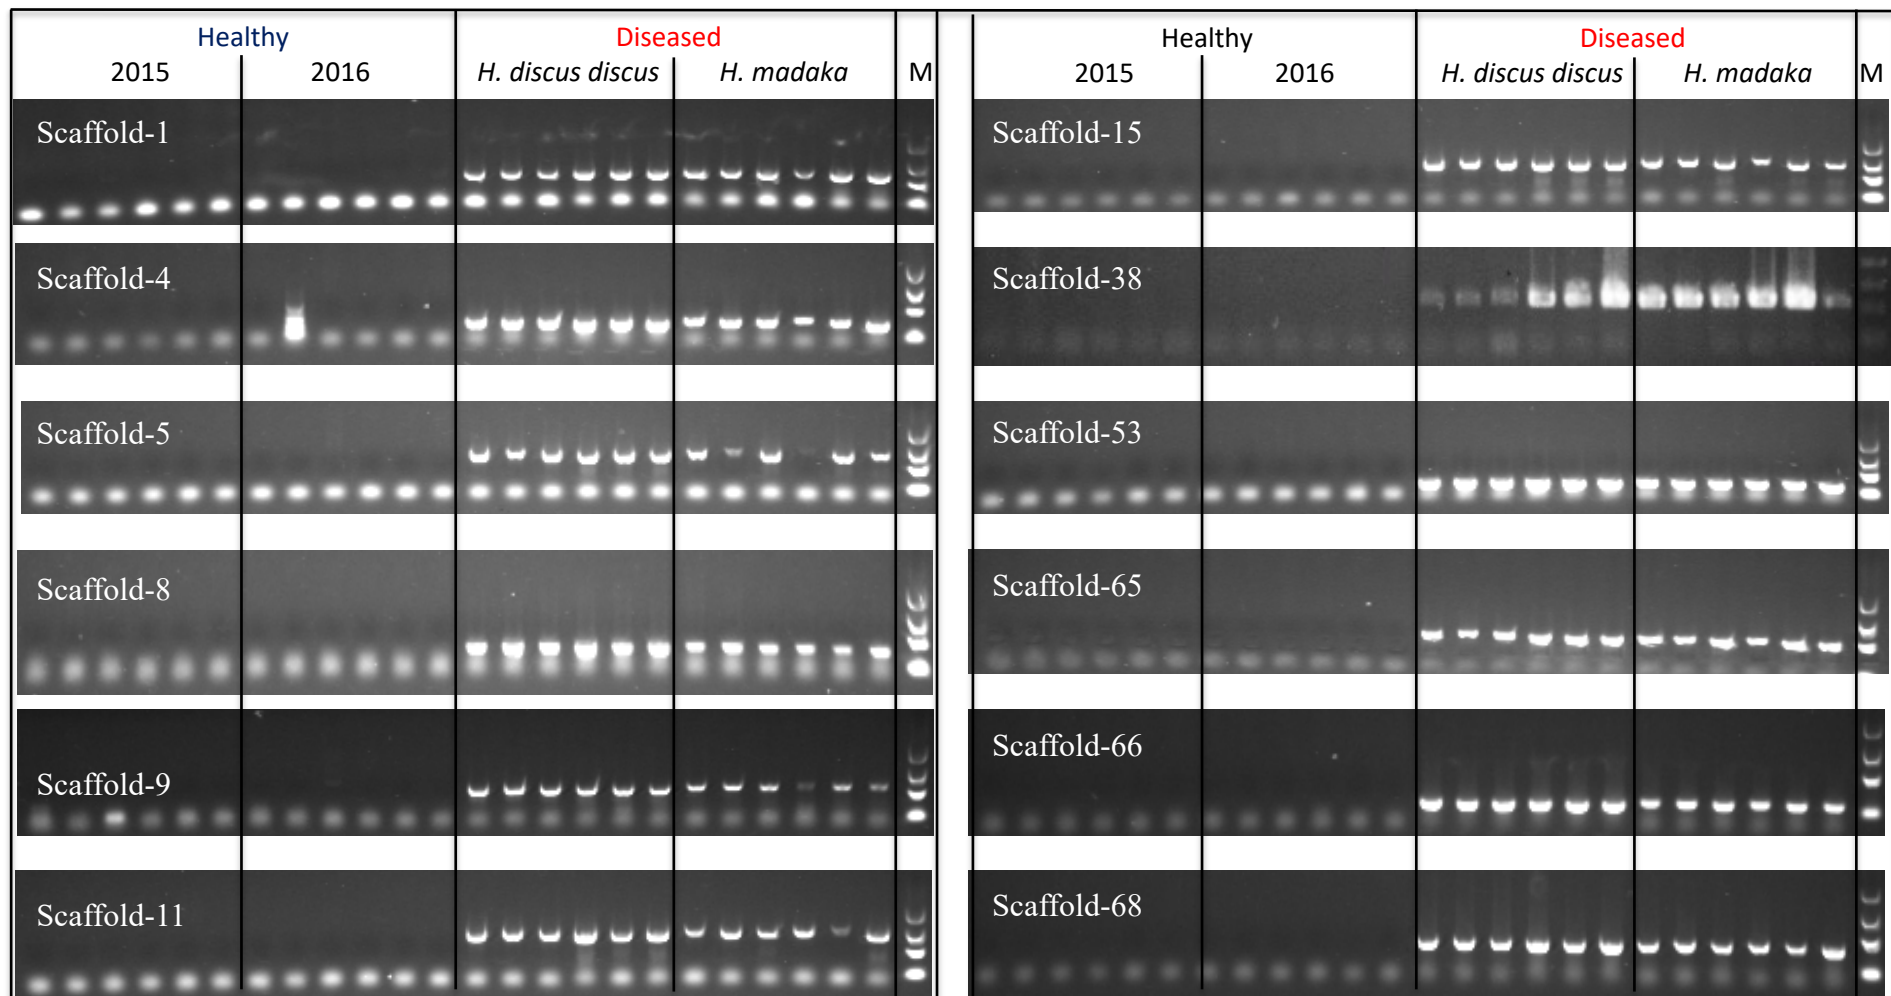 Healthy Diseased
2015 2016 H. discus discus H. madaka M
Scaffold-1
Scaffold-4
Scaffold-5
Scaffold-8
Scaffold-9
Scaffold-11
Healthy Diseased
2015 2016 H. discus discus H. madaka M
Scaffold-15
Scaffold-38
Scaffold-53
Scaffold-65
Scaffold-66
Scaffold-68